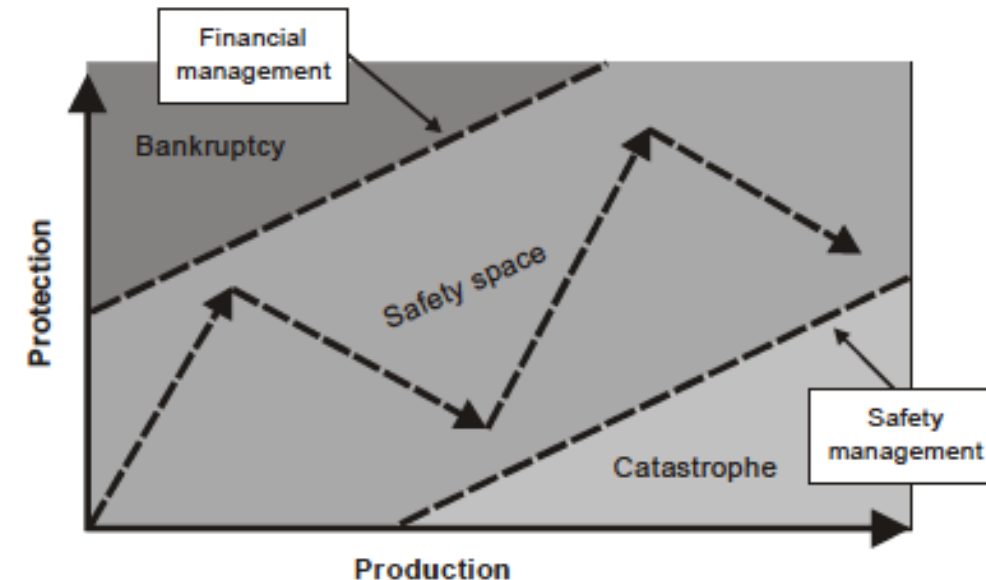 Financial
management
Bankruptcy
Protection
Safety space
Safety
management
Catastrophe
Production